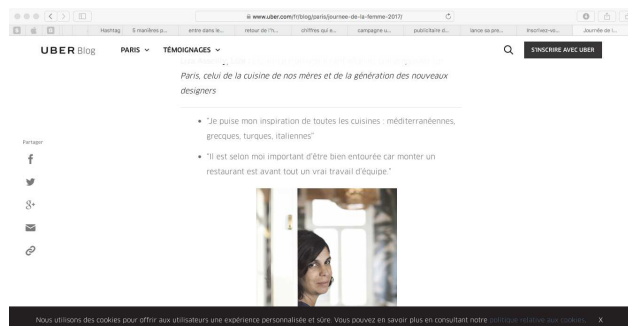 www.uber.com/fr/blog/paris/journee-de-la-femme-2017/
Hashtag
5 manières p...
entre dans le...
retour de l'h...
chiffres qui e...
campagne u...
publicitaire d...
lance sa pre...
Inscrivez-vo...
Journée de l...
UBER Blog
PARIS
TÉMOIGNAGES
S'INSCRIRE AVEC UBER
Paris, celui de la cuisine de nos mères et de la génération des nouveaux
designers
• "Je puise mon inspiration de toutes les cuisines : méditerranéennes,
grecques, turques, italiennes"
• "Il est selon moi important d'être bien entourée car monter un
restaurant est avant tout un vrai travail d'équipe."
Partager
Nous utilisons des cookies pour offrir aux utilisateurs une expérience personnalisée et sûre. Vous pouvez en savoir plus en consultant notre politique relative aux cookies. X